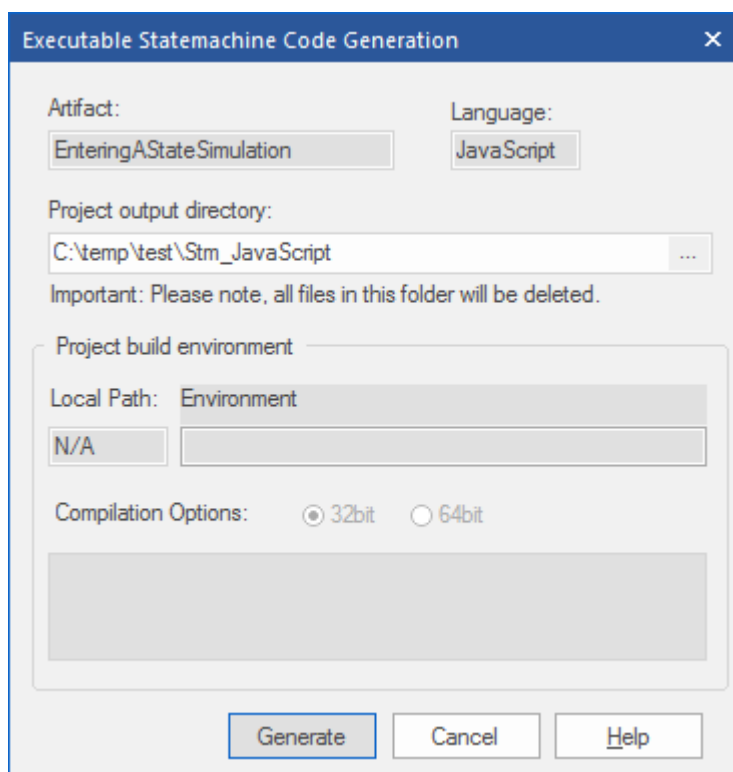 Executable Statemachine Code Generation
Artifact:
Language:
EnteringAStateSimulation
JavaScript
Project output directory:
C:\temp\test\Stm_JavaScript
...
Important: Please note, all files in this folder will be deleted.
Project build environment
Local Path:
Environment
N/A
Compilation Options:
32bit
64bit
Generate
Cancel
Help